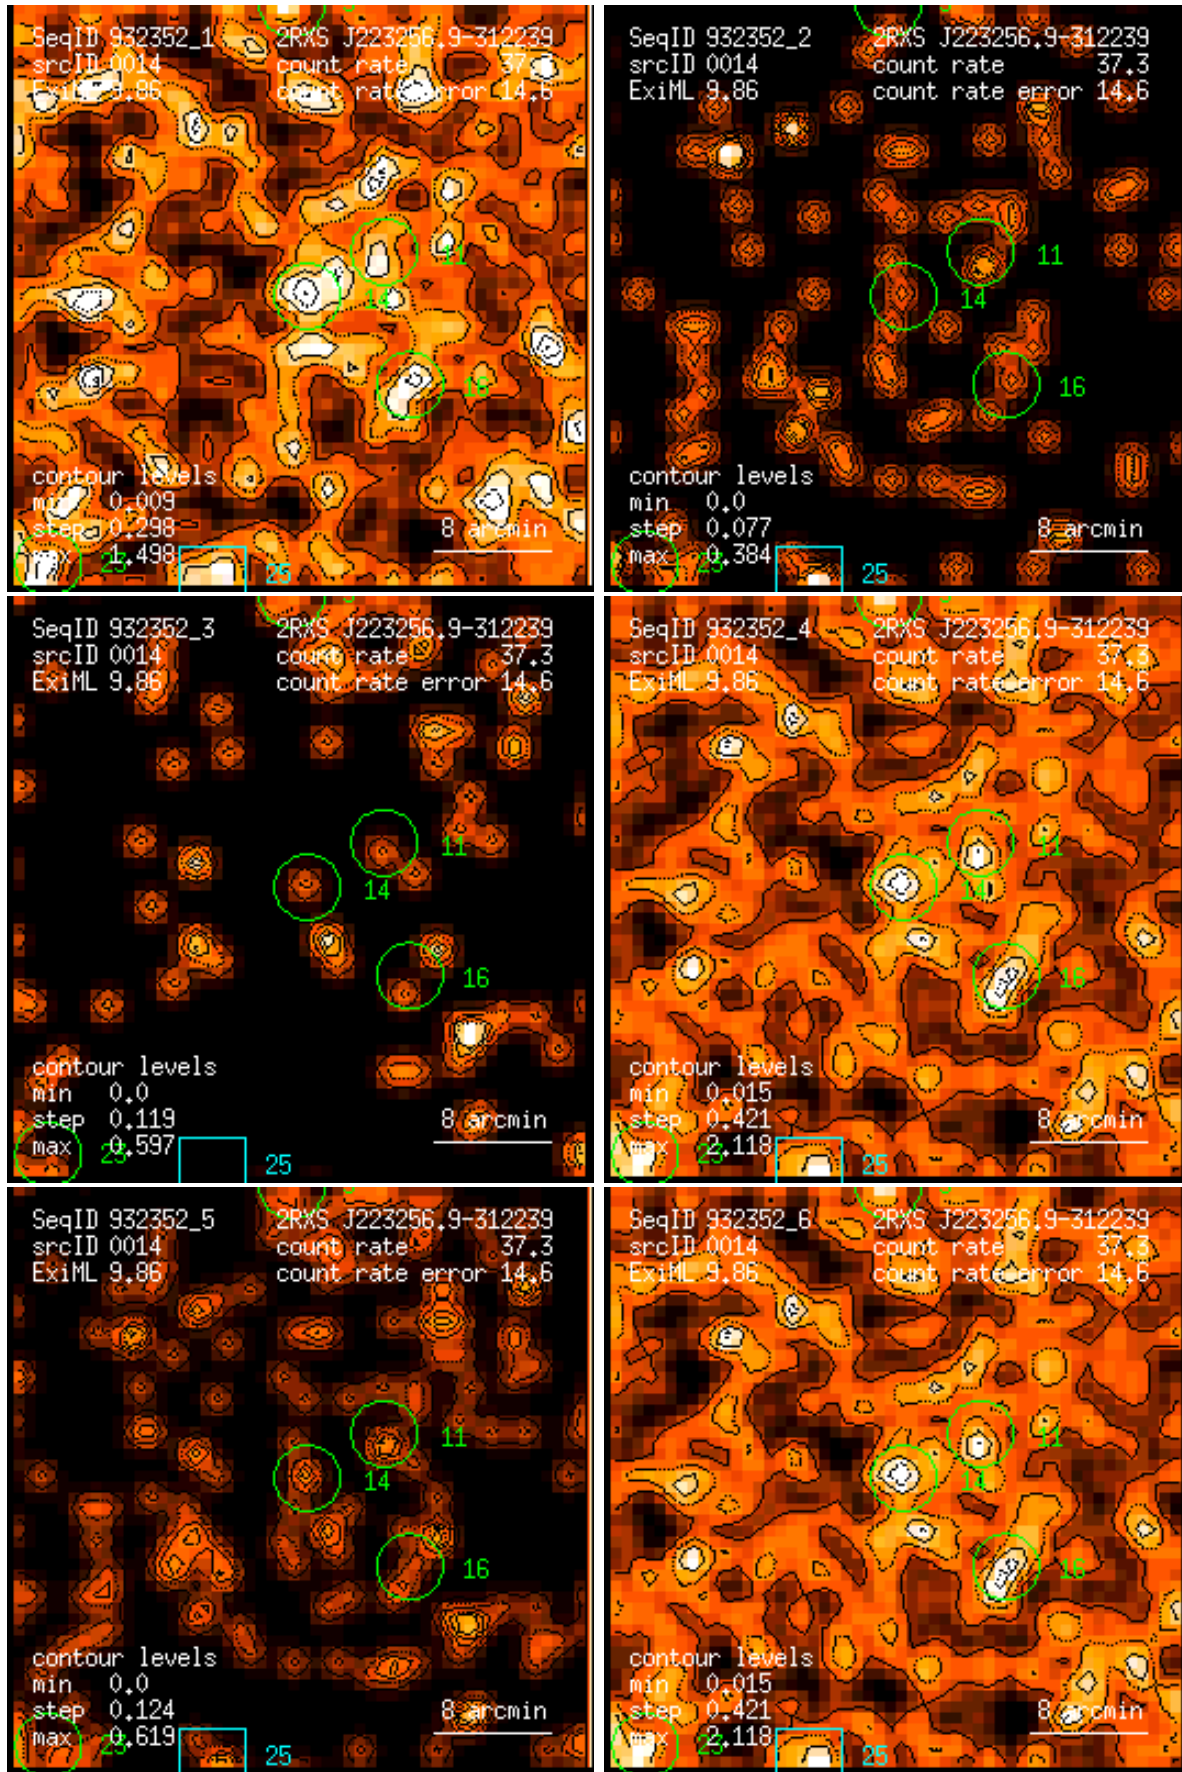 SeqID 932352_1 2RXS J223256.9-312239
srcID 0014 count rate 37.3
ExiML 9.86 count rate error 14.6
11
14
16
contour levels
min 0.009
step 0.298 8 arcmin
max 1.498
23 25
SeqID 932352_2 2RXS J223256.9-312239
srcID 0014 count rate 37.3
ExiML 9.86 count rate error 14.6
11
14
16
contour levels
min 0.0
step 0.077 8 arcmin
max 0.384
23 25
SeqID 932352_3 2RXS J223256.9-312239
srcID 0014 count rate 37.3
ExiML 9.86 count rate error 14.6
11
14
16
contour levels
min 0.0
step 0.119 8 arcmin
max 0.597
23 25
SeqID 932352_4 2RXS J223256.9-312239
srcID 0014 count rate 37.3
ExiML 9.86 count rate error 14.6
11
14
16
contour levels
min 0.015
step 0.421 8 arcmin
max 2.118
23 25
SeqID 932352_5 2RXS J223256.9-312239
srcID 0014 count rate 37.3
ExiML 9.86 count rate error 14.6
11
14
16
contour levels
min 0.0
step 0.124 8 arcmin
max 0.619
23 25
SeqID 932352_6 2RXS J223256.9-312239
srcID 0014 count rate 37.3
ExiML 9.86 count rate error 14.6
11
14
16
contour levels
min 0.015
step 0.421 8 arcmin
max 2.118
23 25